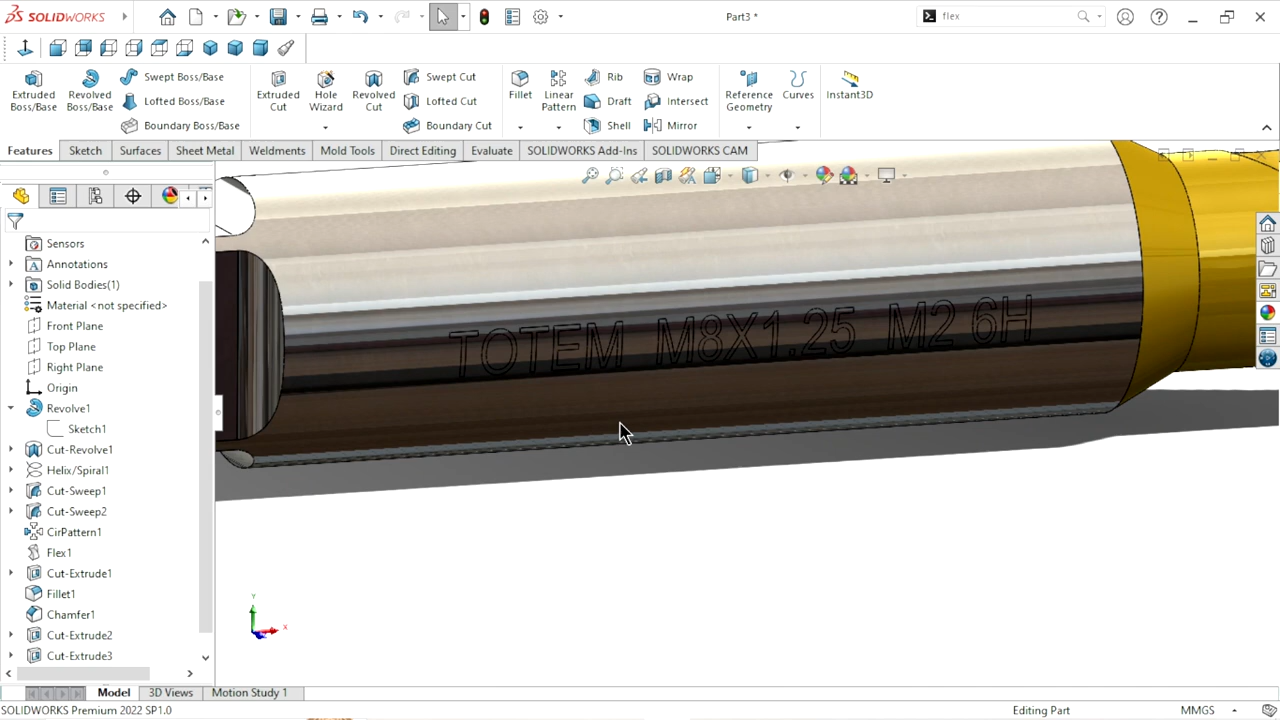 SOLIDWORKS
Part3 *
flex
Extruded Boss/Base
Revolved Boss/Base
Swept Boss/Base
Lofted Boss/Base
Boundary Boss/Base
Extruded Cut
Hole Wizard
Revolved Cut
Swept Cut
Lofted Cut
Boundary Cut
Fillet
Linear Pattern
Rib
Draft
Shell
Wrap
Intersect
Mirror
Reference Geometry
Curves
Instant3D
Features
Sketch
Surfaces
Sheet Metal
Weldments
Mold Tools
Direct Editing
Evaluate
SOLIDWORKS Add-Ins
SOLIDWORKS CAM
Sensors
Annotations
Solid Bodies(1)
Material <not specified>
Front Plane
Top Plane
Right Plane
Origin
Revolve1
Sketch1
Cut-Revolve1
Helix/Spiral1
Cut-Sweep1
Cut-Sweep2
CirPattern1
Flex1
Cut-Extrude1
Fillet1
Chamfer1
Cut-Extrude2
Cut-Extrude3
TOTEM M8X1.25 M2 6H
Y
X
Model
3D Views
Motion Study 1
SOLIDWORKS Premium 2022 SP1.0
Editing Part
MMGS